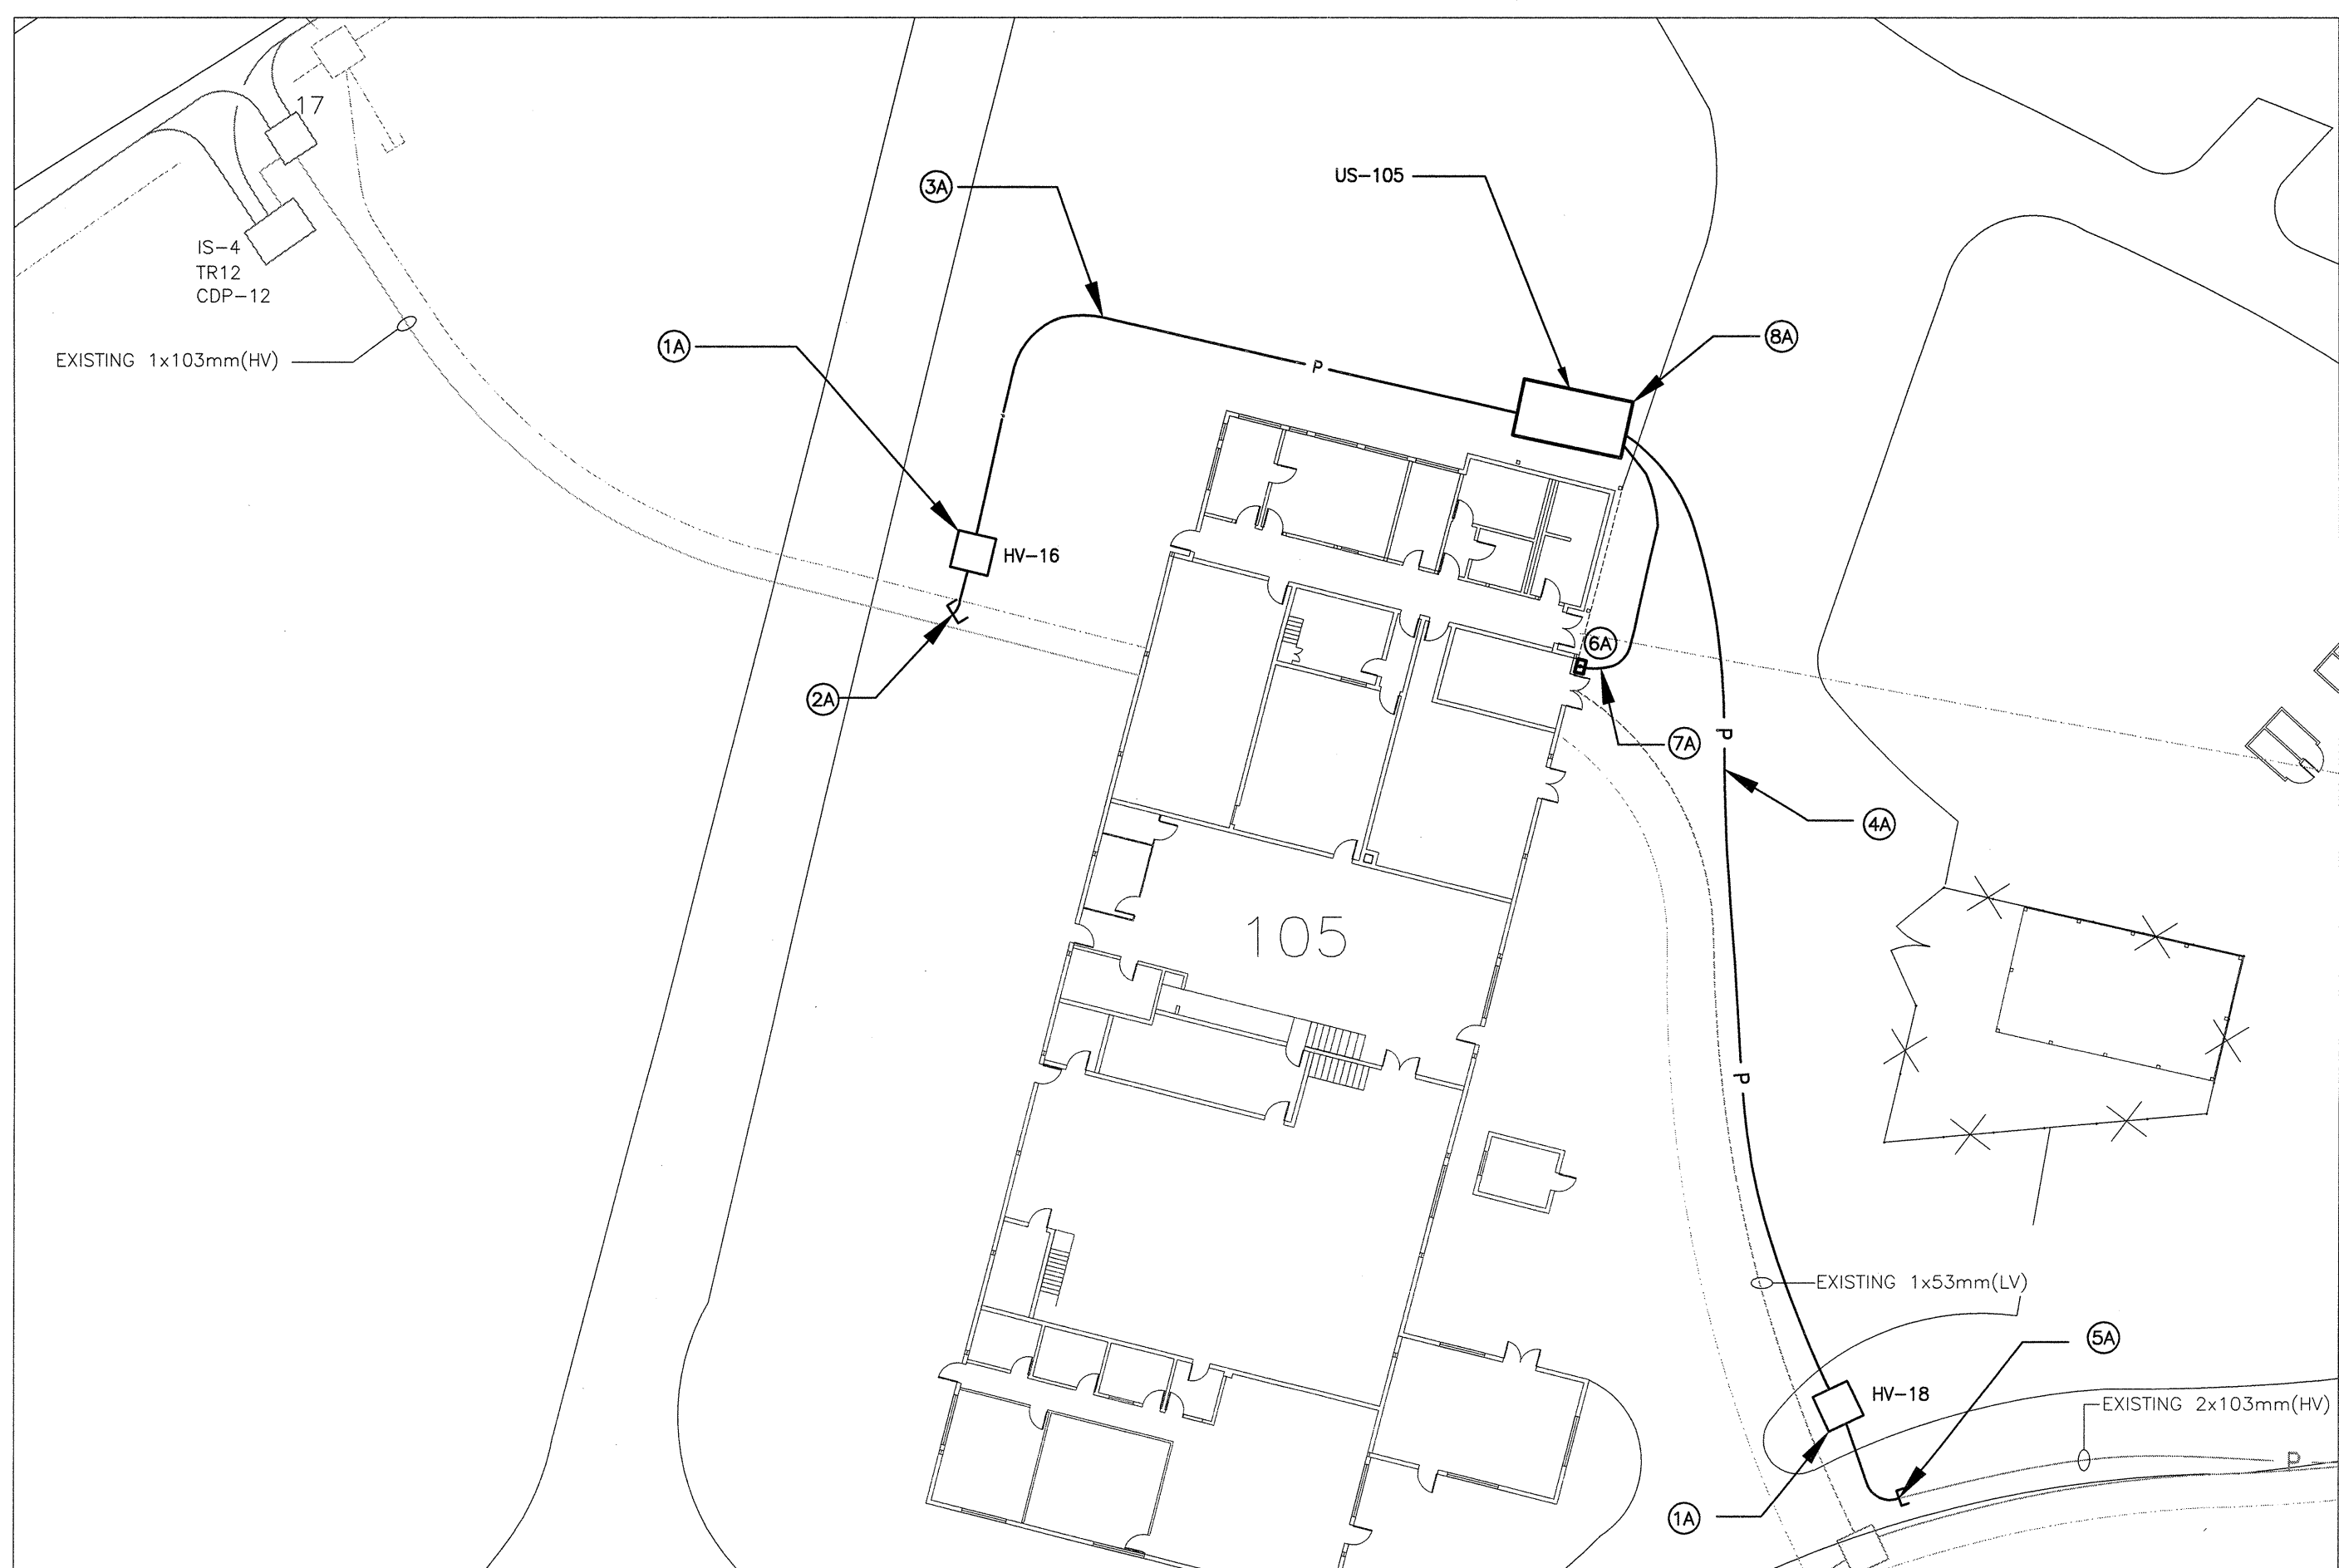 17
3A
US-105
IS-4
TR12
CDP-12
8A
1A
EXISTING 1x103mm(HV)
P
HV-16
6A
2A
7A
P
4A
105
P
EXISTING 1x53mm(LV)
5A
HV-18
EXISTING 2x103mm(HV)
P
1A